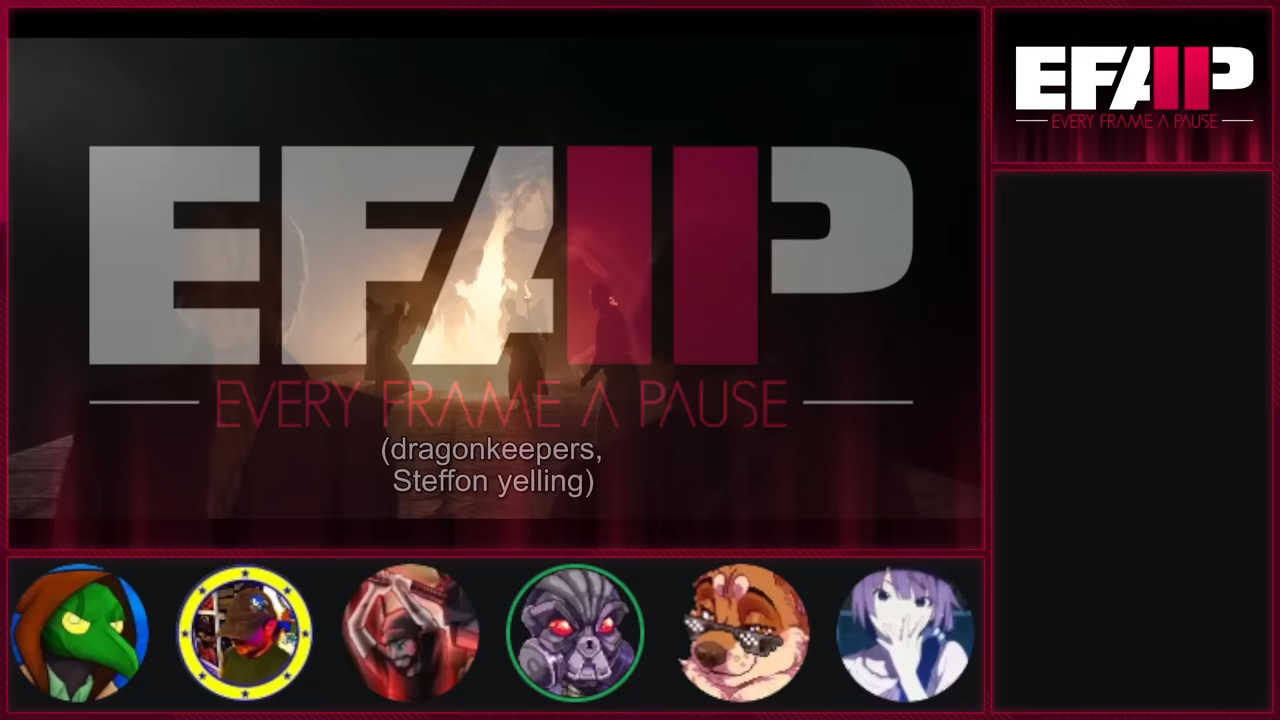 EFAP
EVERY FRAME A PAUSE
(dragonkeepers,
Steffon yelling)
EFAP
EVERY FRAME A PAUSE